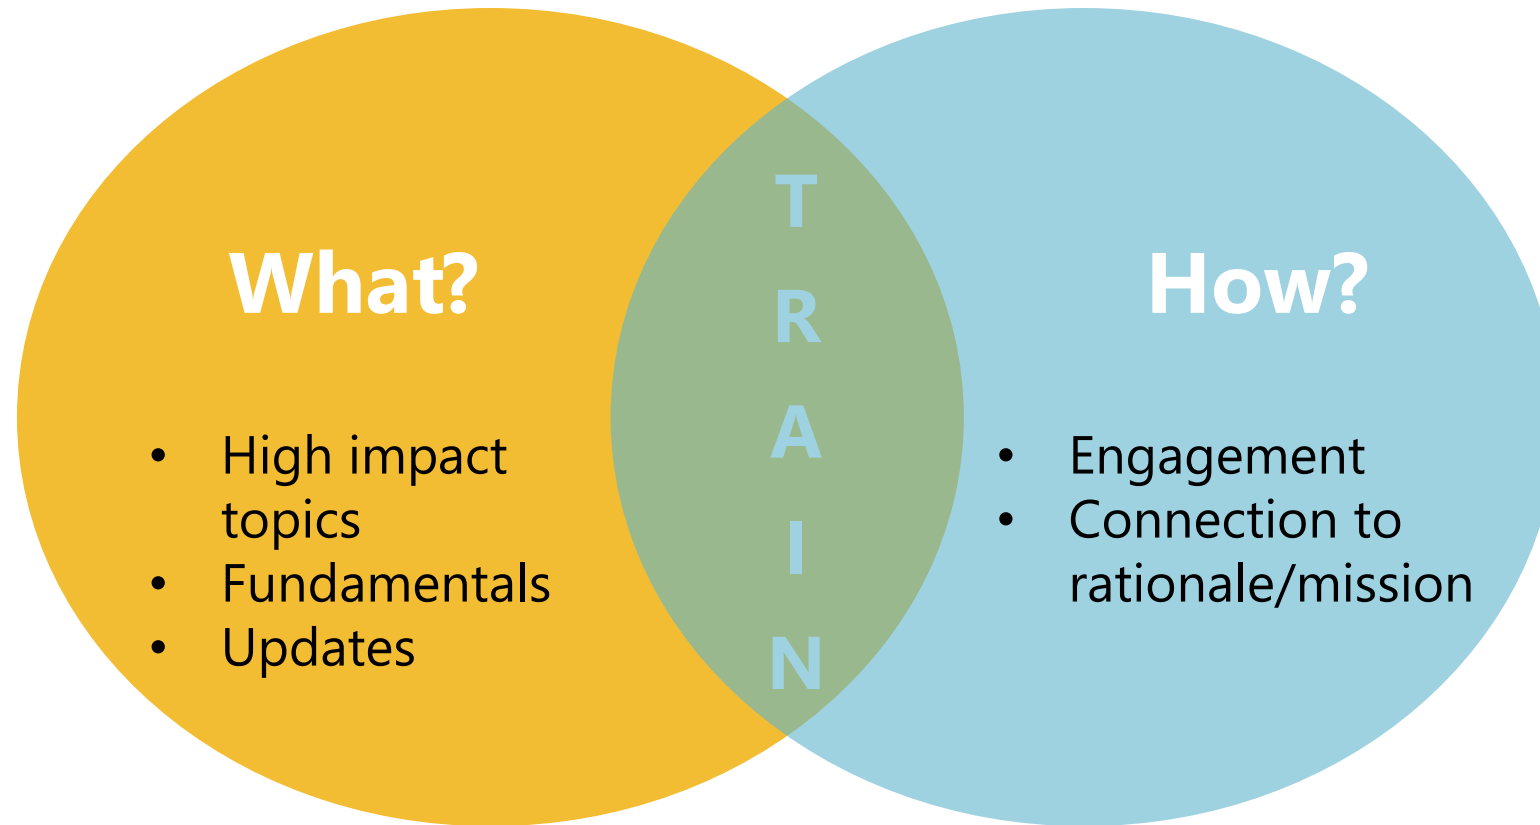 What?
• High impact
topics
• Fundamentals
• Updates
T
R
A
I
N
How?
• Engagement
• Connection to
rationale/mission